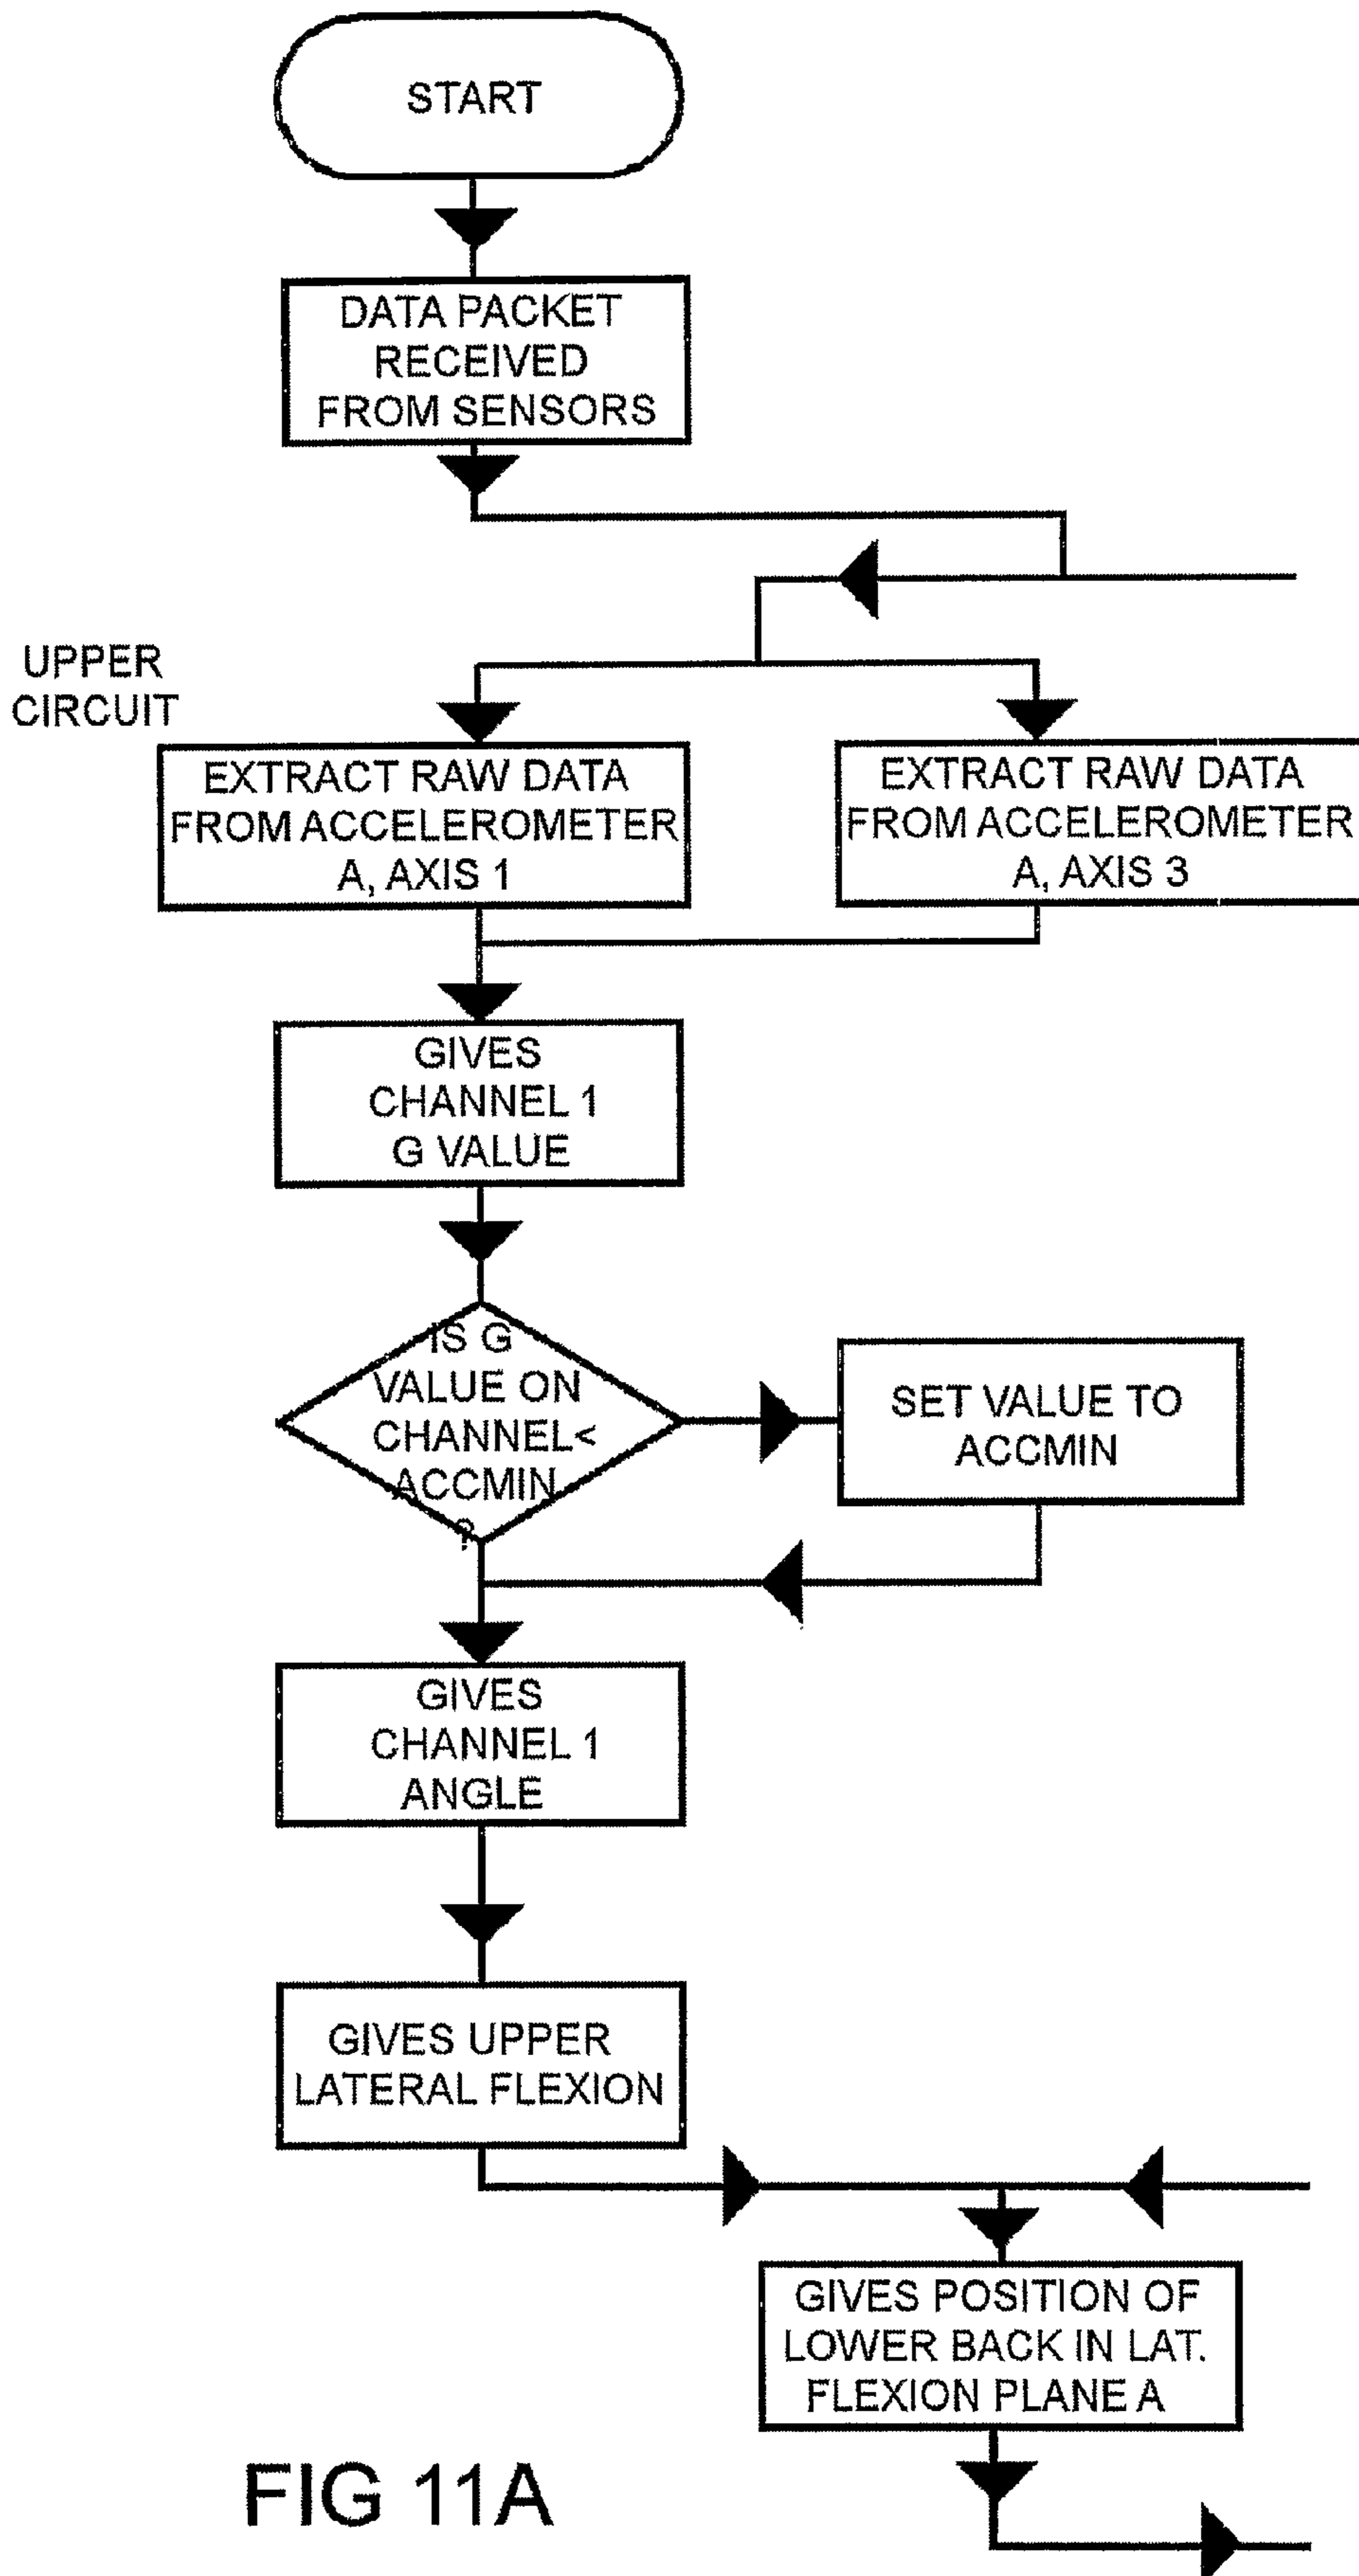 START
DATA PACKET
RECEIVED
FROM SENSORS
UPPER
CIRCUIT
EXTRACT RAW DATA
FROM ACCELEROMETER
A, AXIS 1
EXTRACT RAW DATA
FROM ACCELEROMETER
A, AXIS 3
GIVES
CHANNEL 1
G VALUE
IS G
VALUE ON
CHANNEL<
ACCMIN
?
SET VALUE TO
ACCMIN
GIVES
CHANNEL 1
ANGLE
GIVES UPPER
LATERAL FLEXION
GIVES POSITION OF
LOWER BACK IN LAT.
FLEXION PLANE A
FIG 11A